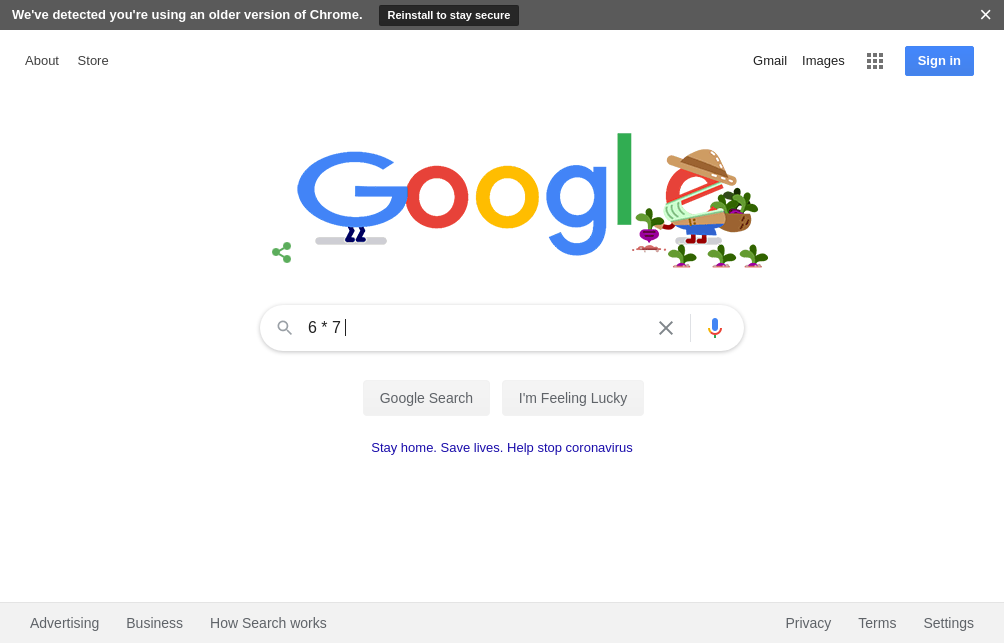 We've detected you're using an older version of Chrome. Reinstall to stay secure
About Store Gmail Images Sign in
Google
6 * 7
Google Search I'm Feeling Lucky
Stay home. Save lives. Help stop coronavirus
Advertising Business How Search works Privacy Terms Settings